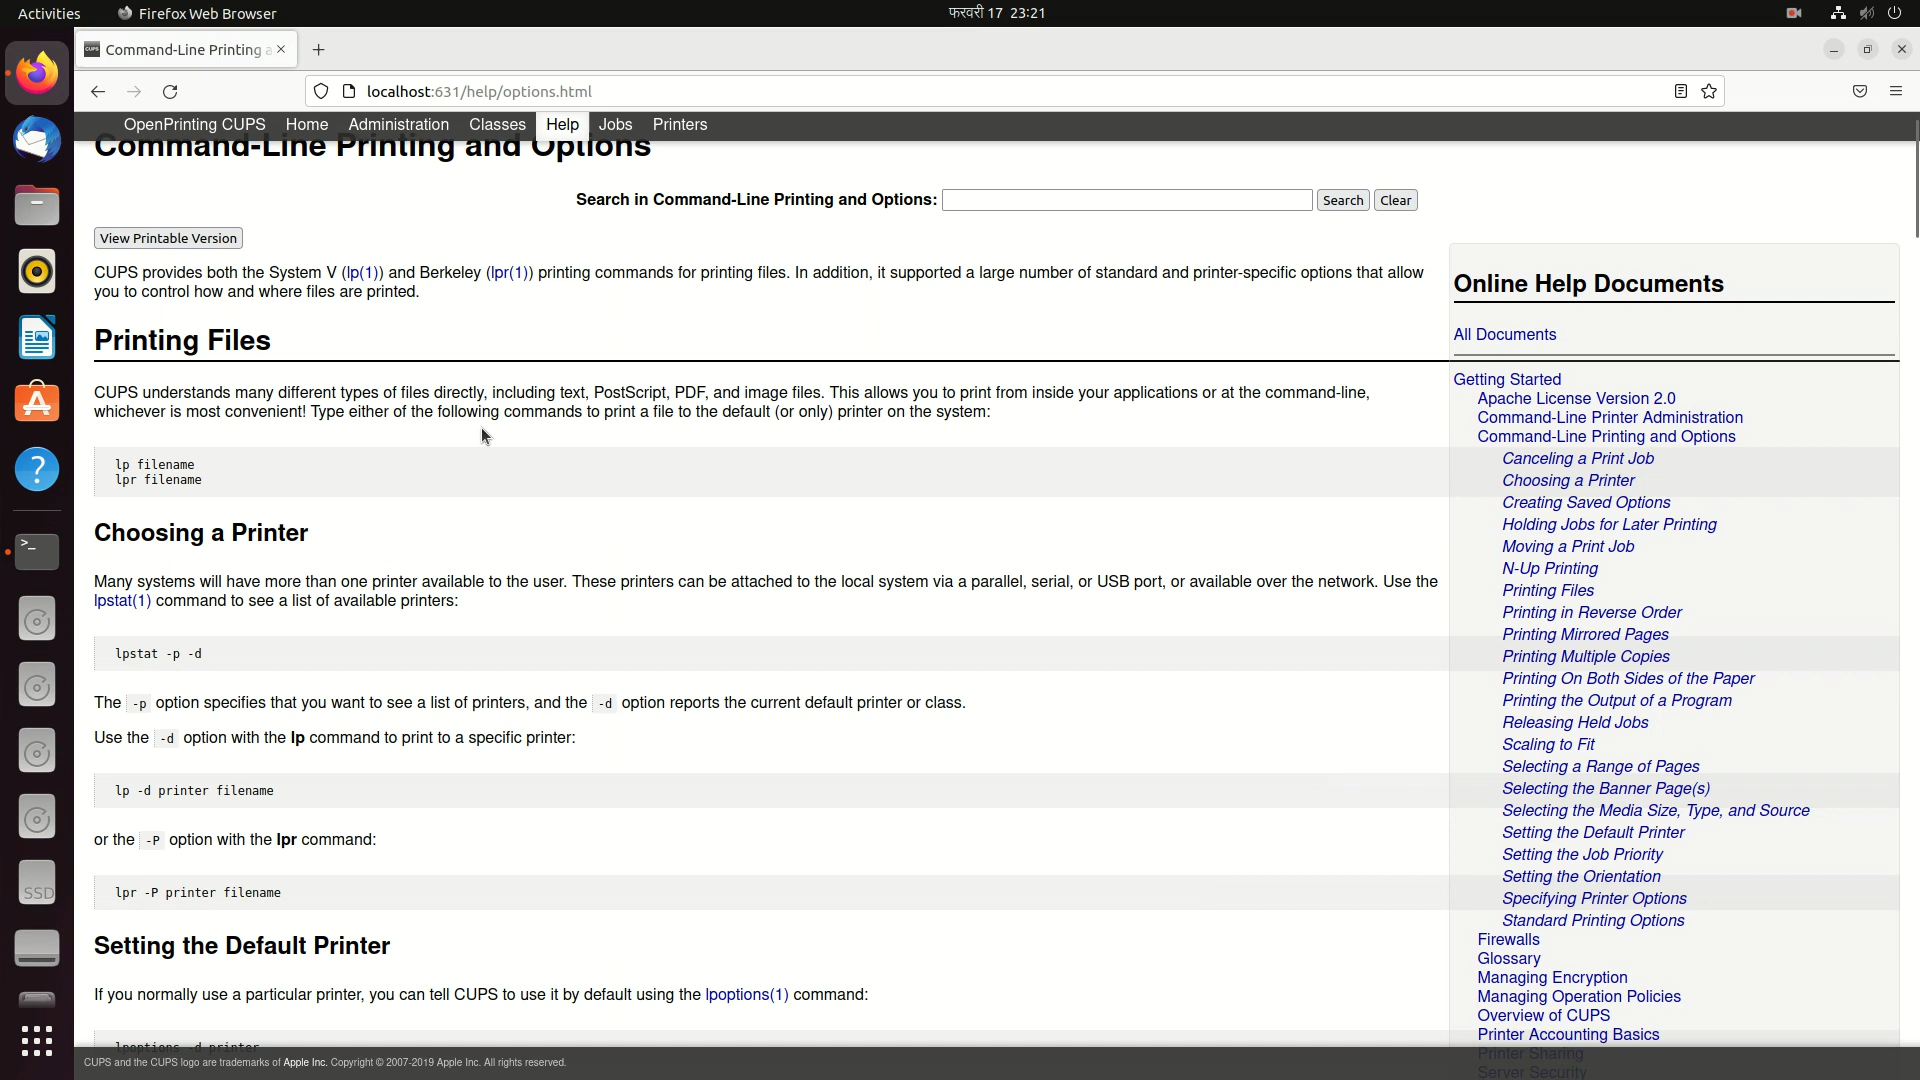 Activities
Firefox Web Browser
फरवरी 17 23:21
Command-Line Printing a
localhost:631/help/options.html
OpenPrinting CUPS Home Administration Classes Help Jobs Printers
Command-Line Printing and Options
Search in Command-Line Printing and Options: Search Clear
View Printable Version
CUPS provides both the System V (lp(1)) and Berkeley (lpr(1)) printing commands for printing files. In addition, it supported a large number of standard and printer-specific options that allow
you to control how and where files are printed.
Printing Files
CUPS understands many different types of files directly, including text, PostScript, PDF, and image files. This allows you to print from inside your applications or at the command-line,
whichever is most convenient! Type either of the following commands to print a file to the default (or only) printer on the system:
lp filename
lpr filename
Choosing a Printer
Many systems will have more than one printer available to the user. These printers can be attached to the local system via a parallel, serial, or USB port, or available over the network. Use the
lpstat(1) command to see a list of available printers:
lpstat -p -d
The -p option specifies that you want to see a list of printers, and the -d option reports the current default printer or class.
Use the -d option with the lp command to print to a specific printer:
lp -d printer filename
or the -P option with the lpr command:
lpr -P printer filename
Setting the Default Printer
If you normally use a particular printer, you can tell CUPS to use it by default using the lpoptions(1) command:
lpoptions -d printer
Online Help Documents
All Documents
Getting Started
Apache License Version 2.0
Command-Line Printer Administration
Command-Line Printing and Options
Canceling a Print Job
Choosing a Printer
Creating Saved Options
Holding Jobs for Later Printing
Moving a Print Job
N-Up Printing
Printing Files
Printing in Reverse Order
Printing Mirrored Pages
Printing Multiple Copies
Printing On Both Sides of the Paper
Printing the Output of a Program
Releasing Held Jobs
Scaling to Fit
Selecting a Range of Pages
Selecting the Banner Page(s)
Selecting the Media Size, Type, and Source
Setting the Default Printer
Setting the Job Priority
Setting the Orientation
Specifying Printer Options
Standard Printing Options
Firewalls
Glossary
Managing Encryption
Managing Operation Policies
Overview of CUPS
Printer Accounting Basics
Printer Sharing
Server Security
SSD
CUPS and the CUPS logo are trademarks of Apple Inc. Copyright © 2007-2019 Apple Inc. All rights reserved.